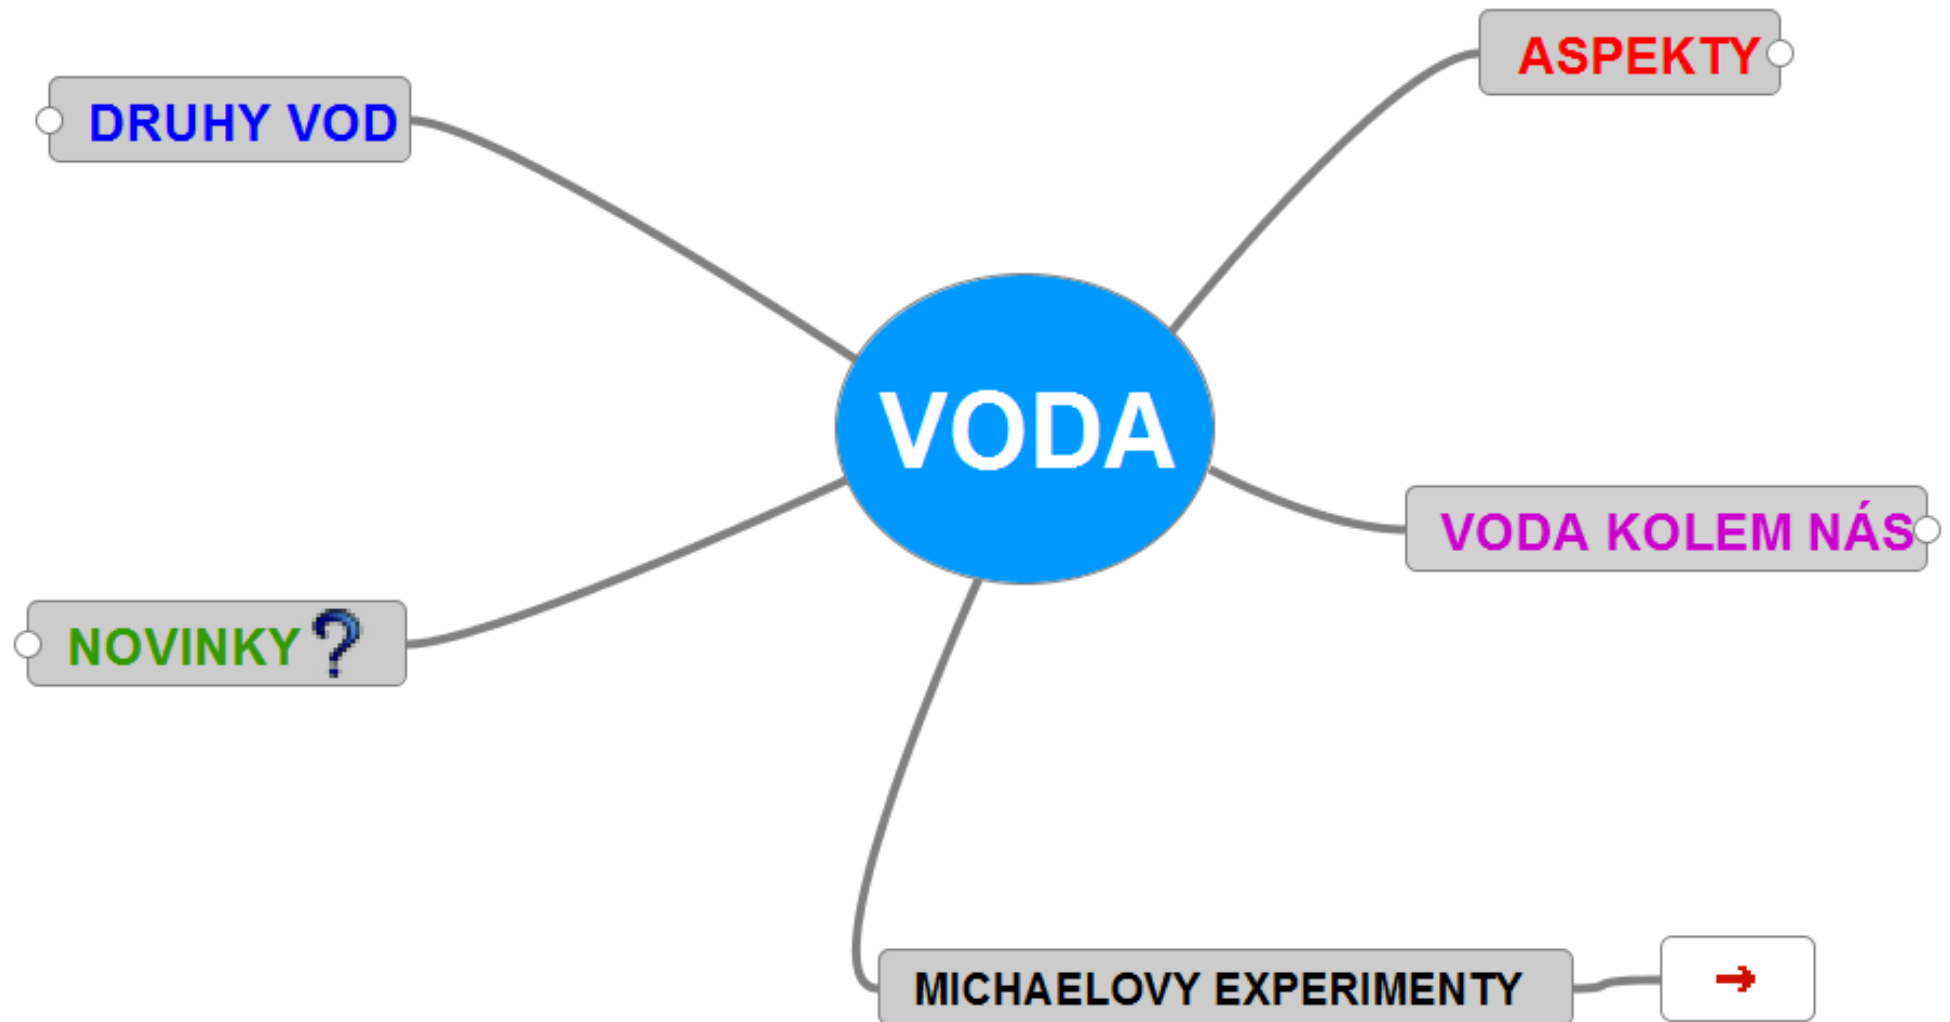 ASPEKTY
DRUHY VOD
VODA
VODA KOLEM NÁS
NOVINKY ?
MICHAELOVY EXPERIMENTY →